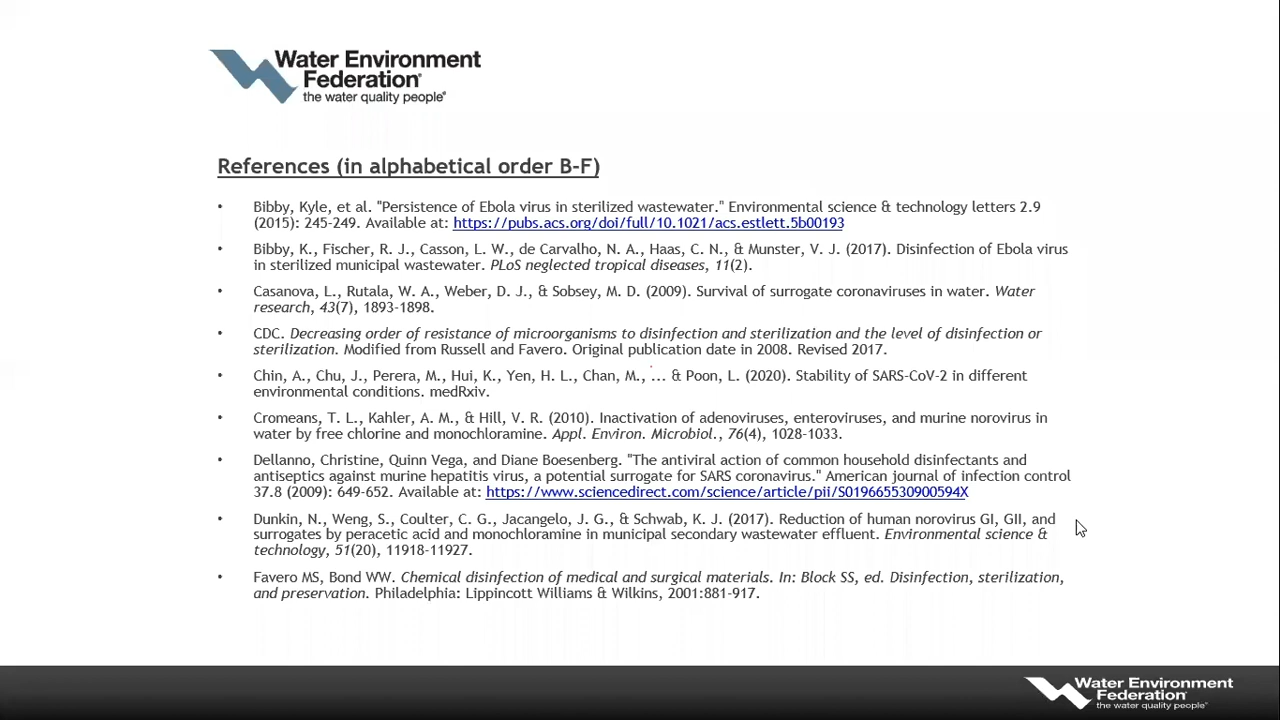 Water Environment
Federation®
the water quality people®
References (in alphabetical order B-F)
• Bibby, Kyle, et al. "Persistence of Ebola virus in sterilized wastewater." Environmental science & technology letters 2.9
(2015): 245-249. Available at: https://pubs.acs.org/doi/full/10.1021/acs.estlett.5b00193
• Bibby, K., Fischer, R. J., Casson, L. W., de Carvalho, N. A., Haas, C. N., & Munster, V. J. (2017). Disinfection of Ebola virus
in sterilized municipal wastewater. PLoS neglected tropical diseases, 11(2).
• Casanova, L., Rutala, W. A., Weber, D. J., & Sobsey, M. D. (2009). Survival of surrogate coronaviruses in water. Water
research, 43(7), 1893-1898.
• CDC. Decreasing order of resistance of microorganisms to disinfection and sterilization and the level of disinfection or
sterilization. Modified from Russell and Favero. Original publication date in 2008. Revised 2017.
• Chin, A., Chu, J., Perera, M., Hui, K., Yen, H. L., Chan, M., ... & Poon, L. (2020). Stability of SARS-CoV-2 in different
environmental conditions. medRxiv.
• Cromeans, T. L., Kahler, A. M., & Hill, V. R. (2010). Inactivation of adenoviruses, enteroviruses, and murine norovirus in
water by free chlorine and monochloramine. Appl. Environ. Microbiol., 76(4), 1028-1033.
• Dellanno, Christine, Quinn Vega, and Diane Boesenberg. "The antiviral action of common household disinfectants and
antiseptics against murine hepatitis virus, a potential surrogate for SARS coronavirus." American journal of infection control
37.8 (2009): 649-652. Available at: https://www.sciencedirect.com/science/article/pii/S019665530900594X
• Dunkin, N., Weng, S., Coulter, C. G., Jacangelo, J. G., & Schwab, K. J. (2017). Reduction of human norovirus GI, GII, and
surrogates by peracetic acid and monochloramine in municipal secondary wastewater effluent. Environmental science &
technology, 51(20), 11918-11927.
• Favero MS, Bond WW. Chemical disinfection of medical and surgical materials. In: Block SS, ed. Disinfection, sterilization,
and preservation. Philadelphia: Lippincott Williams & Wilkins, 2001:881-917.
Water Environment
Federation®
the water quality people®